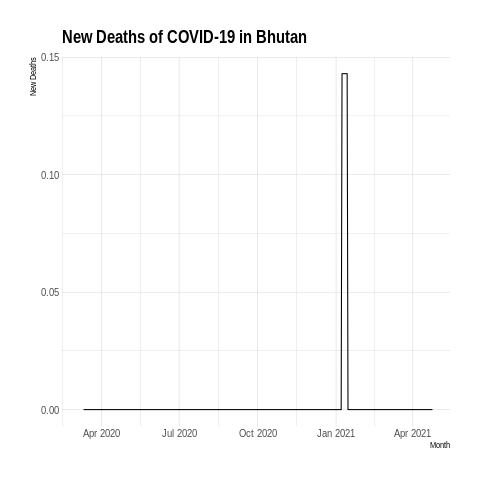 New Deaths of COVID-19 in Bhutan
New Deaths
0.15
0.10
0.05
0.00
Apr 2020 Jul 2020 Oct 2020 Jan 2021 Apr 2021
Month